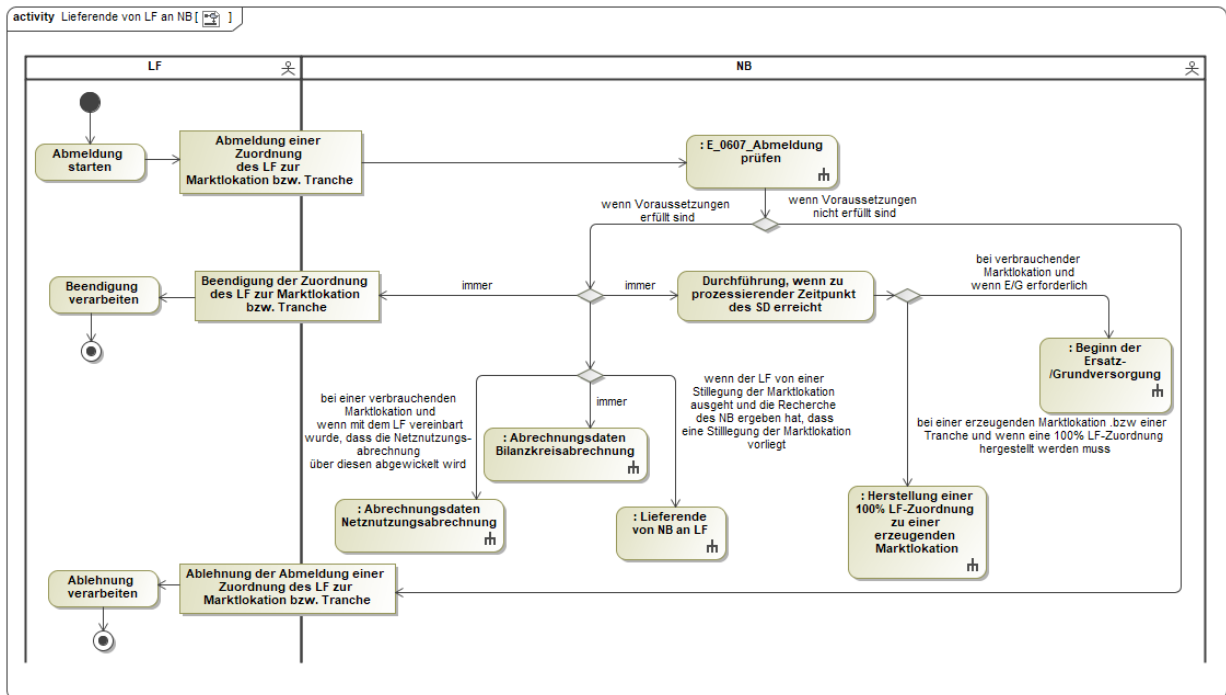 activity Lieferende von LF an NB [ ]
LF
NB
Abmeldung
starten
Abmeldung einer
Zuordnung
des LF zur
Marktlokation bzw. Tranche
: E_0607_Abmeldung
prüfen
wenn Voraussetzungen
erfüllt sind
wenn Voraussetzungen
nicht erfüllt sind
Beendigung
verarbeiten
Beendigung der Zuordnung
des LF zur Marktlokation
bzw. Tranche
immer
immer
Durchführung, wenn zu
prozessierender Zeitpunkt
des SD erreicht
bei verbrauchender
Marktlokation und
wenn E/G erforderlich
: Beginn der
Ersatz-
/Grundversorgung
bei einer verbrauchenden
Marktlokation und
wenn mit dem LF vereinbart
wurde, dass die Netznutzungs-
abrechnung
über diesen abgewickelt wird
immer
wenn der LF von einer
Stillegung der Marktlokation
ausgeht und die Recherche
des NB ergeben hat, dass
eine Stilllegung der Marktlokation
vorliegt
bei einer erzeugenden Marktlokation .bzw einer
Tranche und wenn eine 100% LF-Zuordnung
hergestellt werden muss
: Abrechnungsdaten
Bilanzkreisabrechnung
: Abrechnungsdaten
Netznutzungsabrechnung
: Lieferende
von NB an LF
: Herstellung einer
100% LF-Zuordnung
zu einer
erzeugenden
Marktlokation
Ablehnung
verarbeiten
Ablehnung der Abmeldung einer
Zuordnung des LF zur
Marktlokation bzw. Tranche